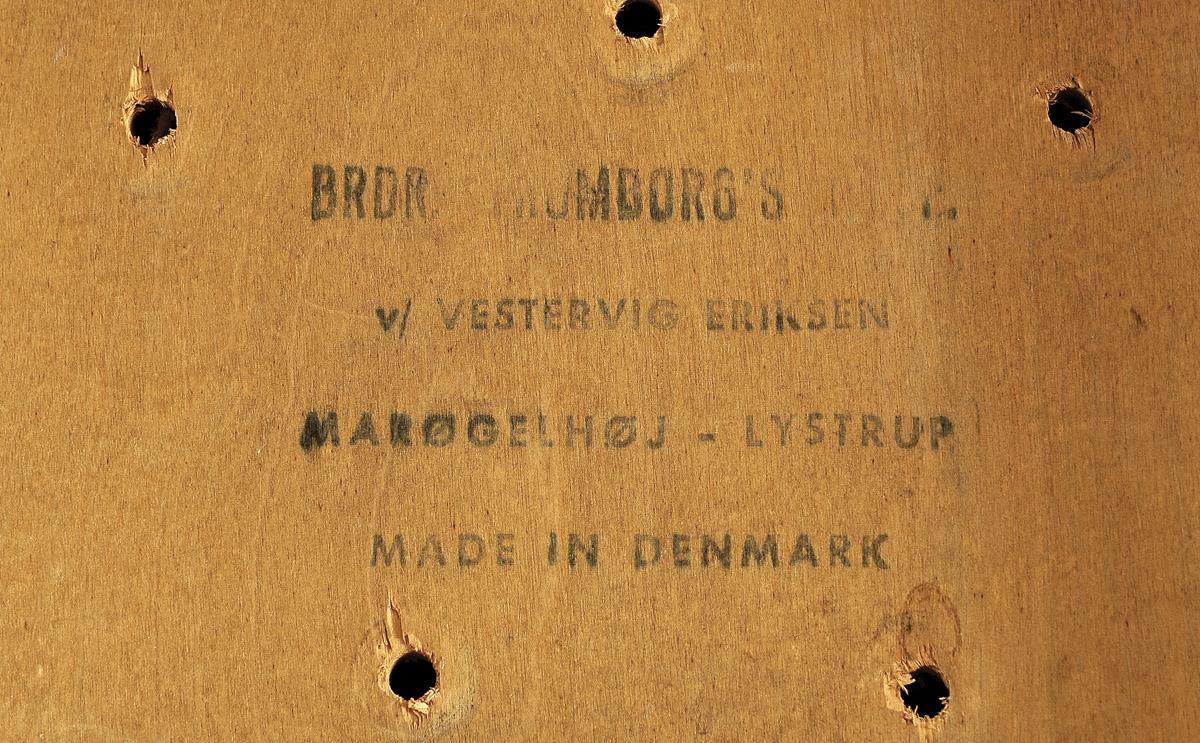 BRDR.
v/ VESTERVIG ERIKSEN
MARØGELHØJ - LYSTRUP
MADE IN DENMARK